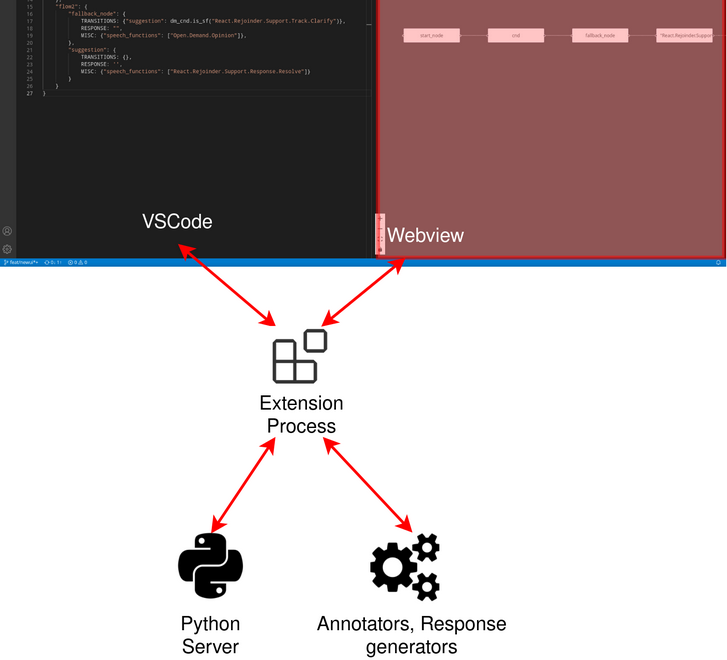 15 "flow2": {
16 "fallback_node": {
17 TRANSITIONS: {"suggestion": dm_cnd.is_sf("React.Rejoinder.Support.Track.Clarify")},
18 RESPONSE: "",
19 MISC: {"speech_functions": ["Open.Demand.Opinion"]},
20 },
21 "suggestion": {
22 TRANSITIONS: {},
23 RESPONSE: '',
24 MISC: {"speech_functions": ["React.Rejoinder.Support.Response.Resolve"]}
25 }
26 }
27 }
start_node cnd fallback_node "React.Rejoinder.Support
VSCode
Webview
Extension
Process
Python
Server
Annotators, Response
generators